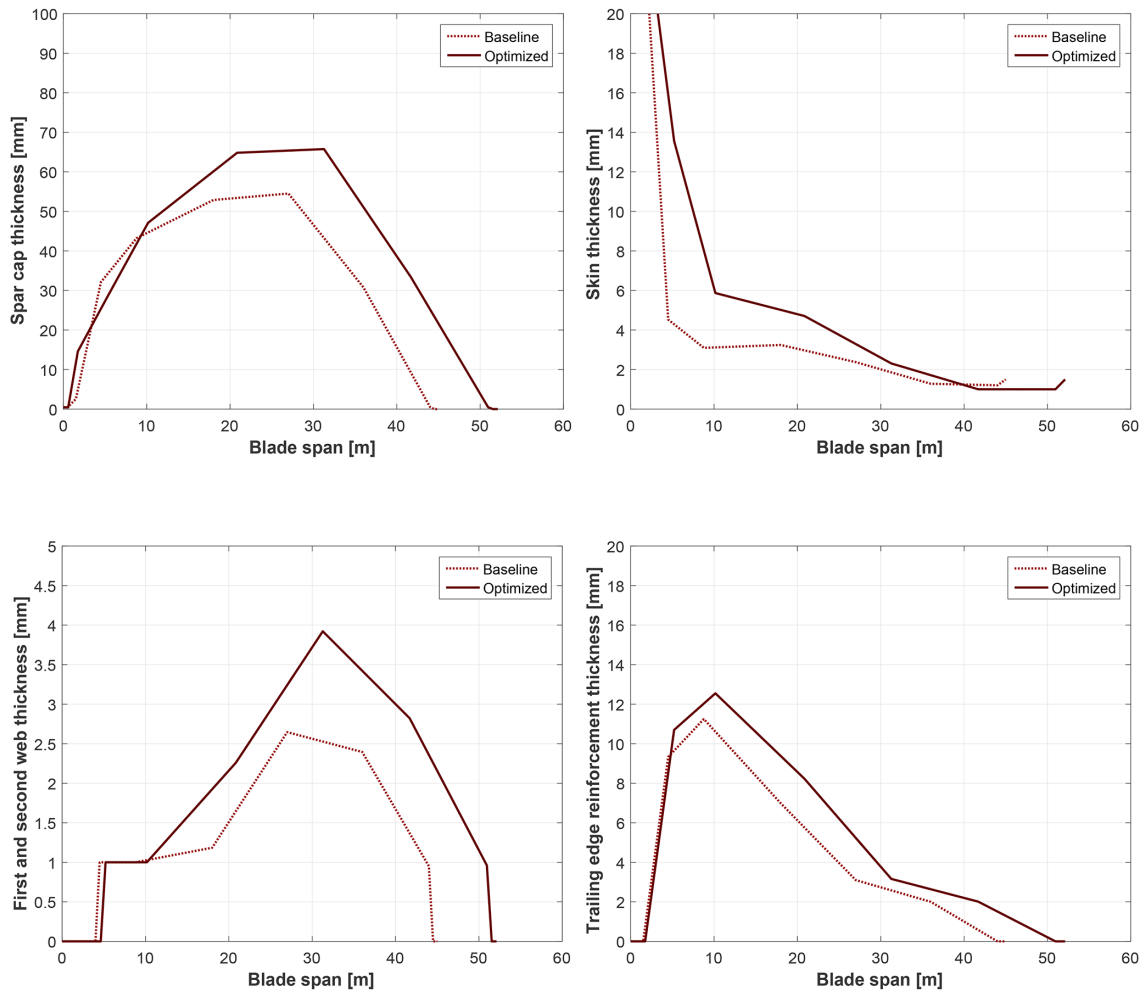 100
90
80
70
60
50
40
30
20
10
0
Spar cap thickness [mm]
Baseline
Optimized
0 10 20 30 40 50 60
Blade span [m]
20
18
16
14
12
10
8
6
4
2
0
Skin thickness [mm]
Baseline
Optimized
0 10 20 30 40 50 60
Blade span [m]
5
4.5
4
3.5
3
2.5
2
1.5
1
0.5
0
First and second web thickness [mm]
Baseline
Optimized
0 10 20 30 40 50 60
Blade span [m]
20
18
16
14
12
10
8
6
4
2
0
Trailing edge reinforcement thickness [mm]
Baseline
Optimized
0 10 20 30 40 50 60
Blade span [m]